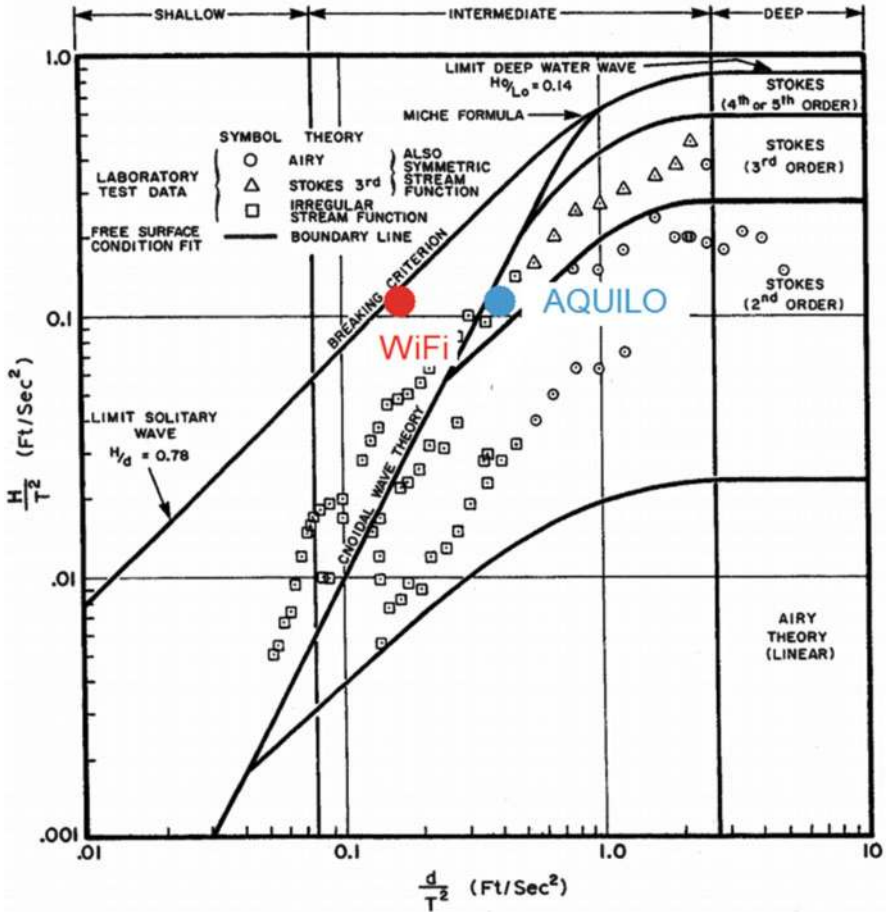 SHALLOW INTERMEDIATE DEEP
1.0
LIMIT DEEP WATER WAVE
Ho/Lo = 0.14
STOKES
(4th or 5th ORDER)
MICHE FORMULA
SYMBOL THEORY
LABORATORY
TEST DATA
AIRY
STOKES 3rd
IRREGULAR
STREAM FUNCTION
ALSO
SYMMETRIC
STREAM
FUNCTION
FREE SURFACE
CONDITION FIT
BOUNDARY LINE
STOKES
(3rd ORDER)
BREAKING CRITERION
0.1
WiFi
AQUILO
STOKES
(2nd ORDER)
LIMIT SOLITARY
WAVE
H/d = 0.78
H/T² (Ft/Sec²)
CNOIDAL WAVE THEORY
.01
AIRY
THEORY
(LINEAR)
.001
.01 0.1 1.0 10
d/T² (Ft/Sec²)